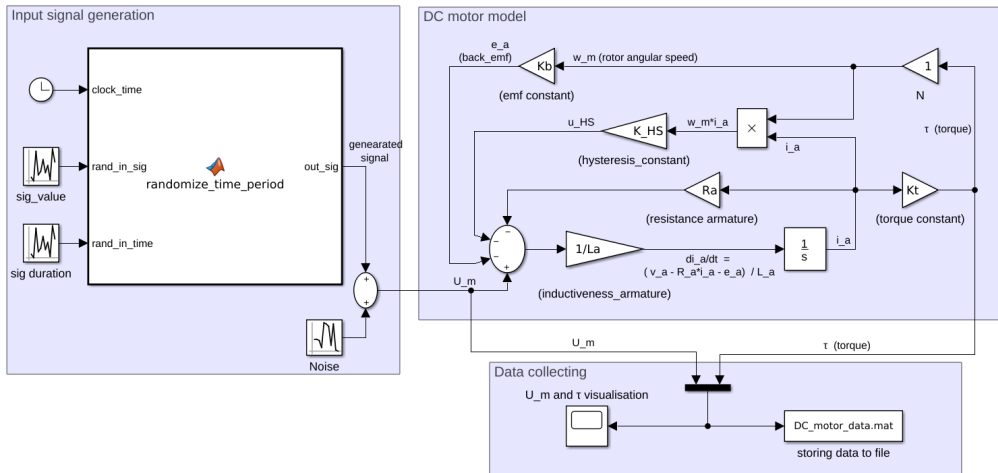 Input signal generation
clock_time
rand_in_sig
sig_value
rand_in_time
sig duration
randomize_time_period
out_sig
genearated
signal
+
+
Noise
DC motor model
e_a
(back_emf)
Kb
(emf constant)
w_m (rotor angular speed)
1
N
u_HS
K_HS
(hysteresis_constant)
w_m*i_a
×
i_a
τ (torque)
Ra
(resistance armature)
Kt
(torque constant)
−
−
−
+
1/La
(inductiveness_armature)
di_a/dt =
( v_a - R_a*i_a - e_a) / L_a
1
s
i_a
U_m
U_m
τ (torque)
Data collecting
U_m and τ visualisation
DC_motor_data.mat
storing data to file